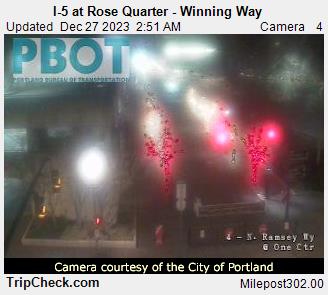 I-5 at Rose Quarter - Winning Way
Updated Dec 27 2023 2:51 AM Camera 4
PBOT
PORTLAND BUREAU OF TRANSPORTATION
4 - N. Ramsey Wy
@ One Ctr
Camera courtesy of the City of Portland
TripCheck.com Milepost302.00